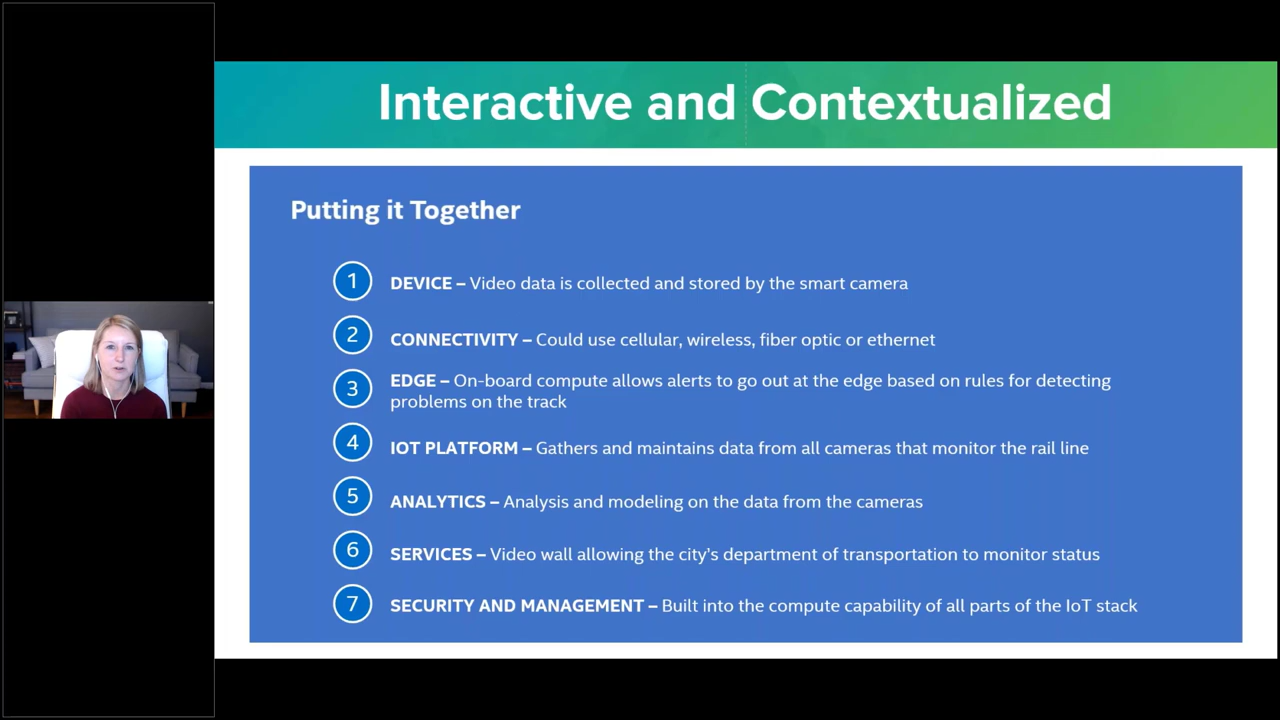 Interactive and Contextualized
Putting it Together
1 DEVICE – Video data is collected and stored by the smart camera
2 CONNECTIVITY – Could use cellular, wireless, fiber optic or ethernet
3 EDGE – On-board compute allows alerts to go out at the edge based on rules for detecting
problems on the track
4 IOT PLATFORM – Gathers and maintains data from all cameras that monitor the rail line
5 ANALYTICS – Analysis and modeling on the data from the cameras
6 SERVICES – Video wall allowing the city’s department of transportation to monitor status
7 SECURITY AND MANAGEMENT – Built into the compute capability of all parts of the IoT stack